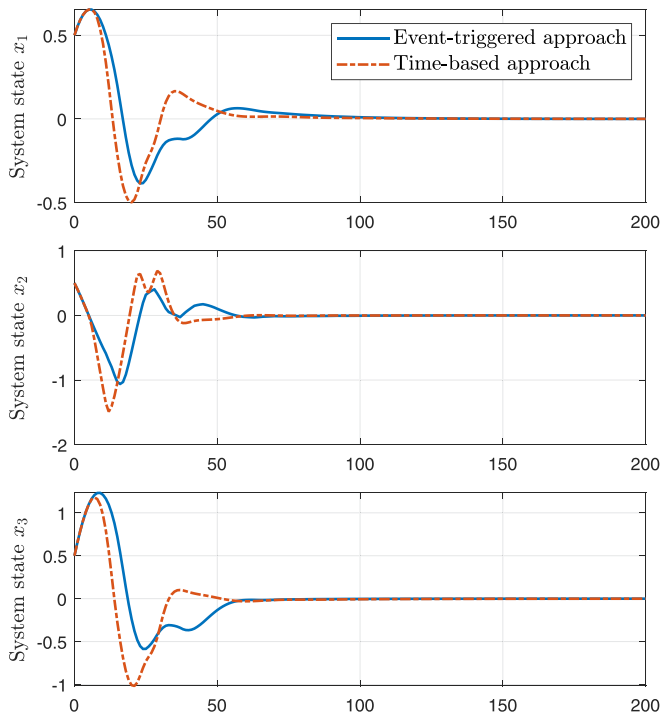 System state x₁
0.5
0
-0.5
Event-triggered approach
Time-based approach
0 50 100 150 200
System state x₂
1
0
-1
-2
0 50 100 150 200
System state x₃
1
0.5
0
-0.5
-1
0 50 100 150 200